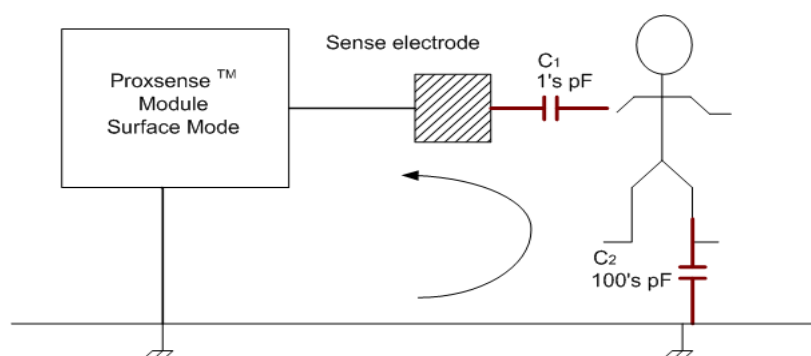 Proxsense ™
Module
Surface Mode
Sense electrode
C1
1's pF
C2
100's pF